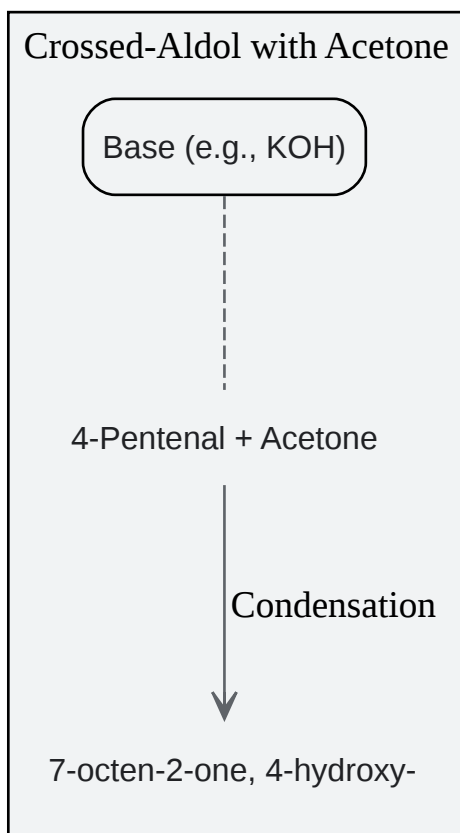 Crossed-Aldol with Acetone
Base (e.g., KOH)
4-Pentenal + Acetone
Condensation
7-octen-2-one, 4-hydroxy-